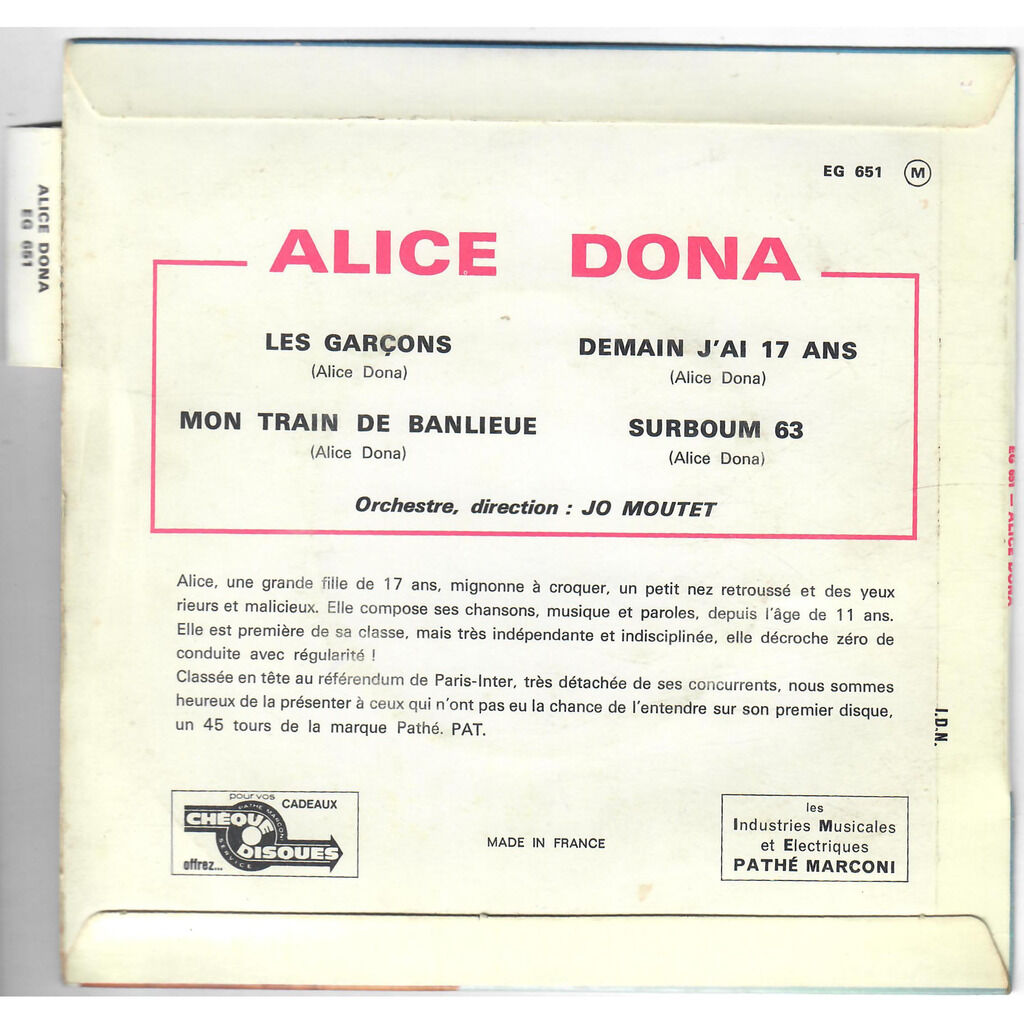 EG 651 M
ALICE DONA
EG 651
ALICE DONA
LES GARÇONS
(Alice Dona)
DEMAIN J'AI 17 ANS
(Alice Dona)
MON TRAIN DE BANLIEUE
(Alice Dona)
SURBOUM 63
(Alice Dona)
Orchestre, direction : JO MOUTET
Alice, une grande fille de 17 ans, mignonne à croquer, un petit nez retroussé et des yeux
rieurs et malicieux. Elle compose ses chansons, musique et paroles, depuis l'âge de 11 ans.
Elle est première de sa classe, mais très indépendante et indisciplinée, elle décroche zéro de
conduite avec régularité !
Classée en tête au référendum de Paris-Inter, très détachée de ses concurrents, nous sommes
heureux de la présenter à ceux qui n'ont pas eu la chance de l'entendre sur son premier disque,
un 45 tours de la marque Pathé. PAT.
EG 651 — ALICE DONA
I.D.N.
pour vos CADEAUX
PATHE MARCONI
CHÈQUE
DISQUES
SERVICE
offrez...
MADE IN FRANCE
les
Industries Musicales
et Electriques
PATHÉ MARCONI